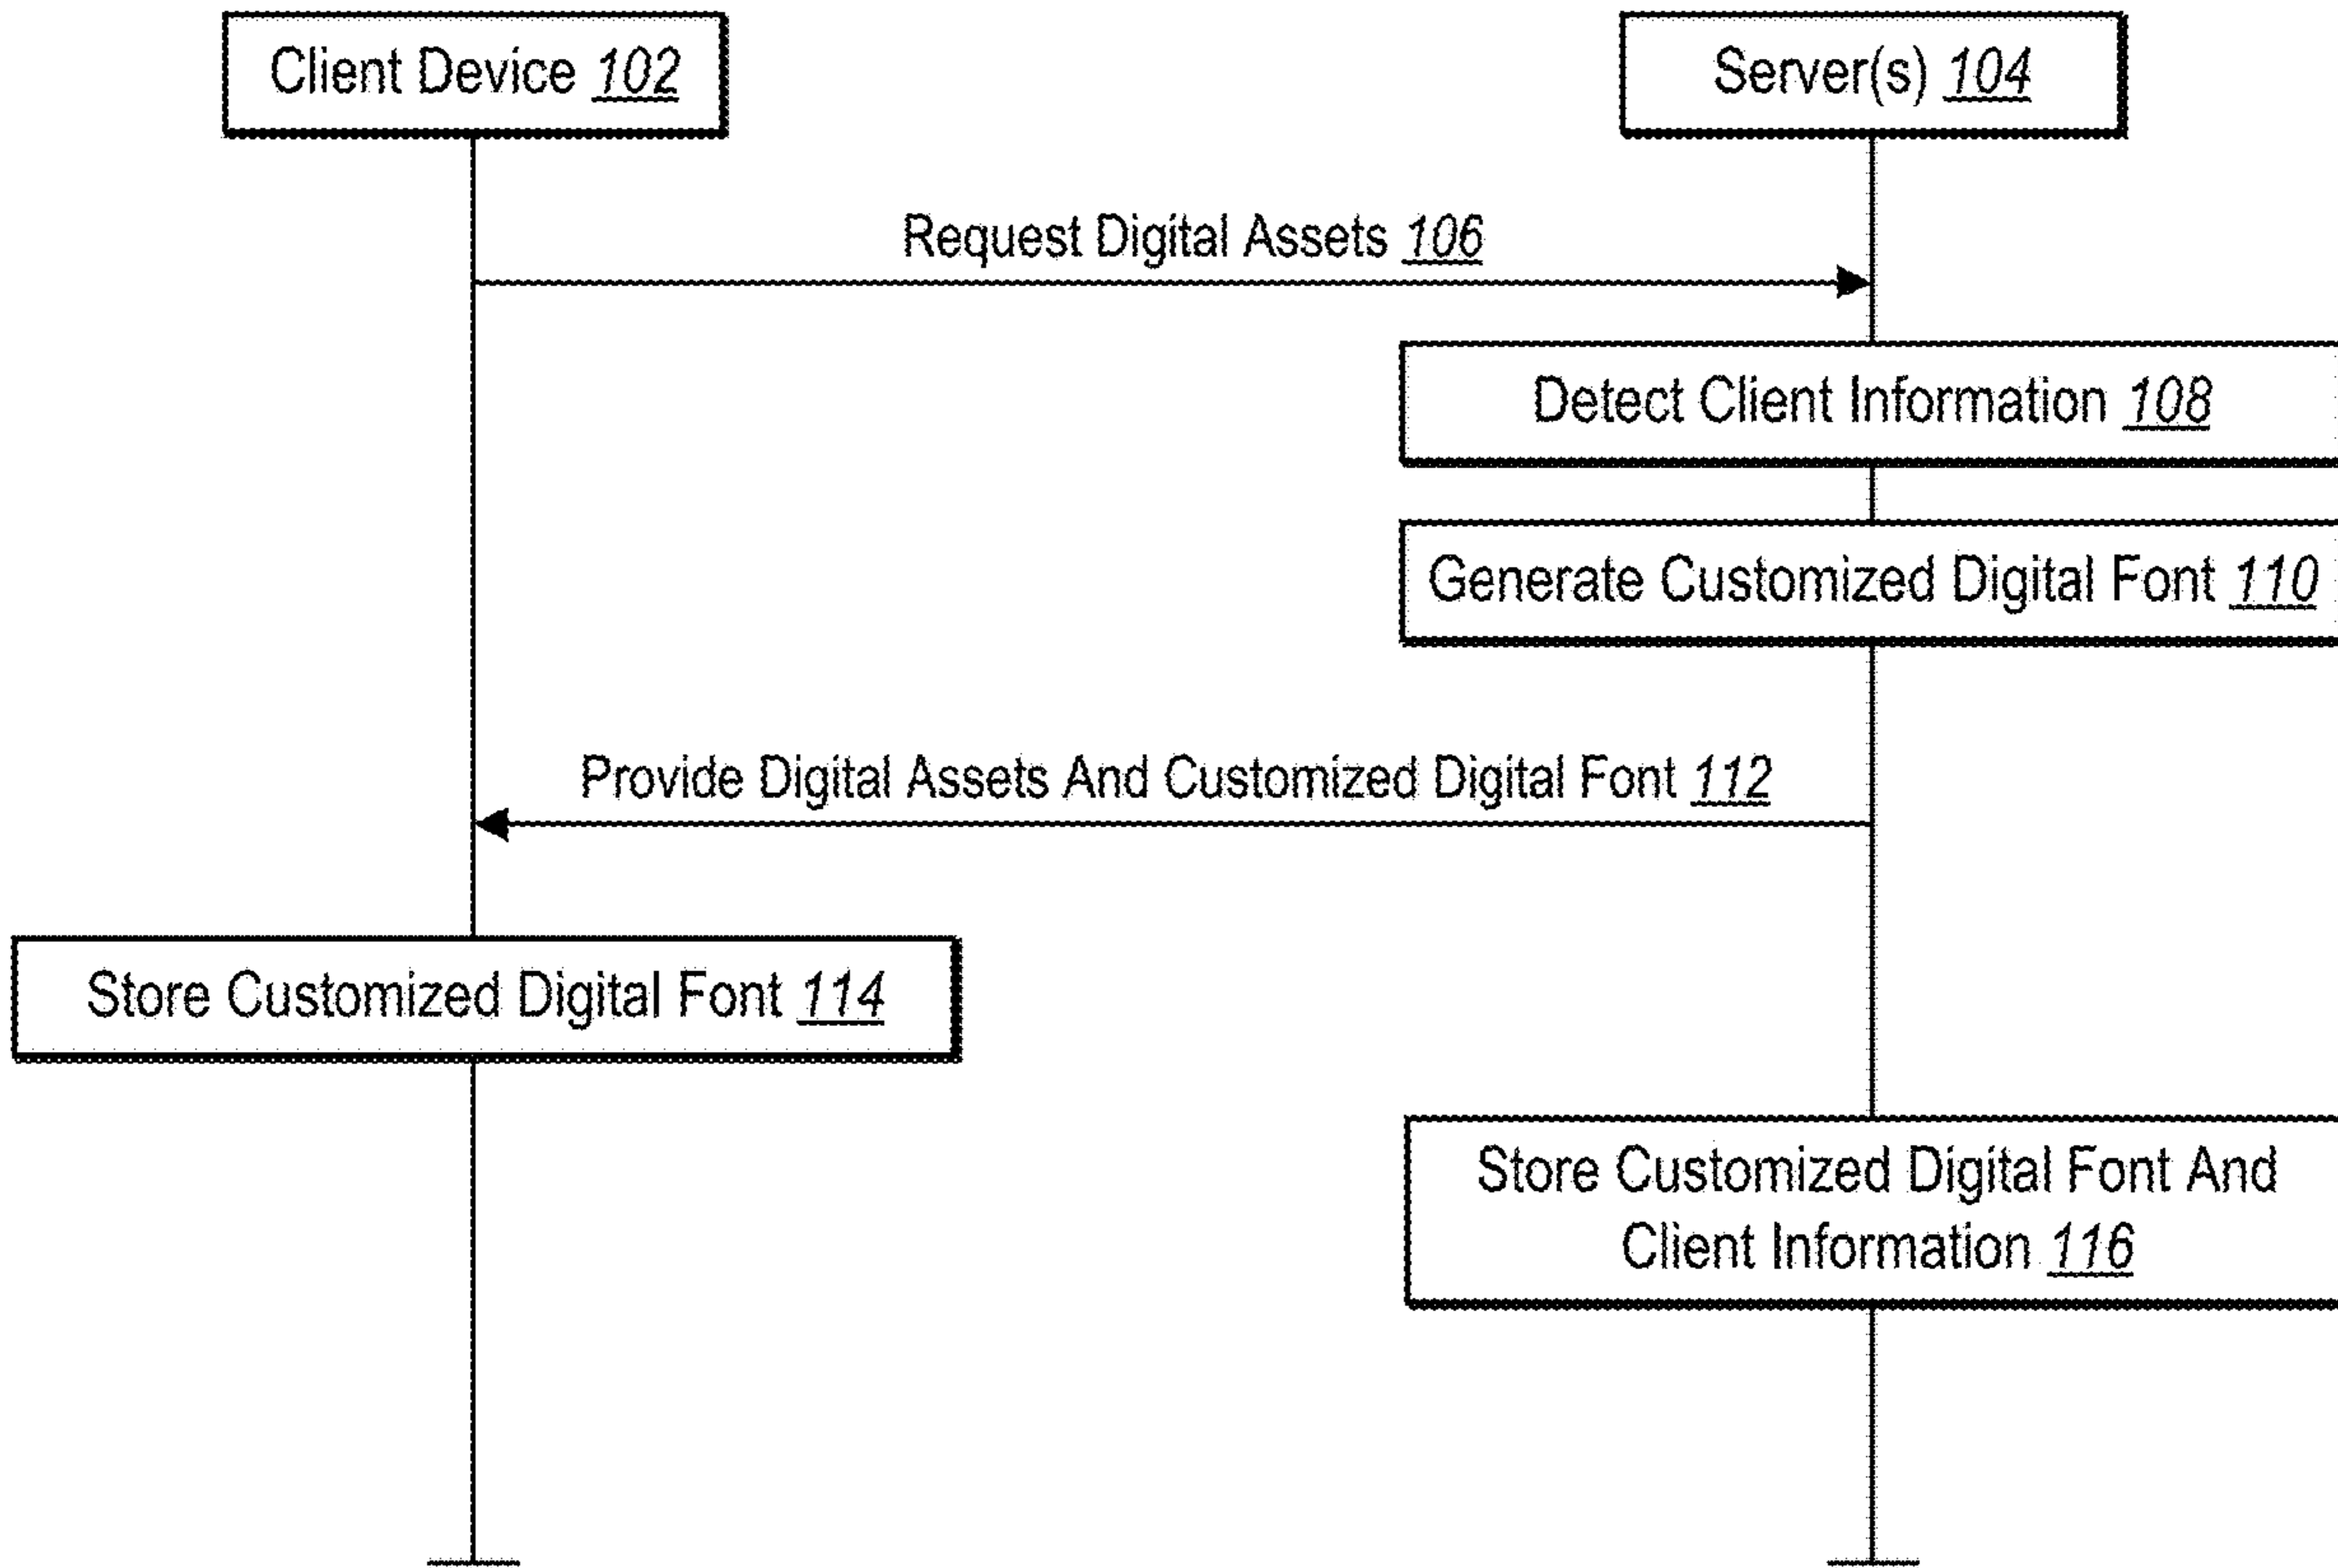 Client Device 102
Server(s) 104
Request Digital Assets 106
Detect Client Information 108
Generate Customized Digital Font 110
Provide Digital Assets And Customized Digital Font 112
Store Customized Digital Font 114
Store Customized Digital Font And
Client Information 116